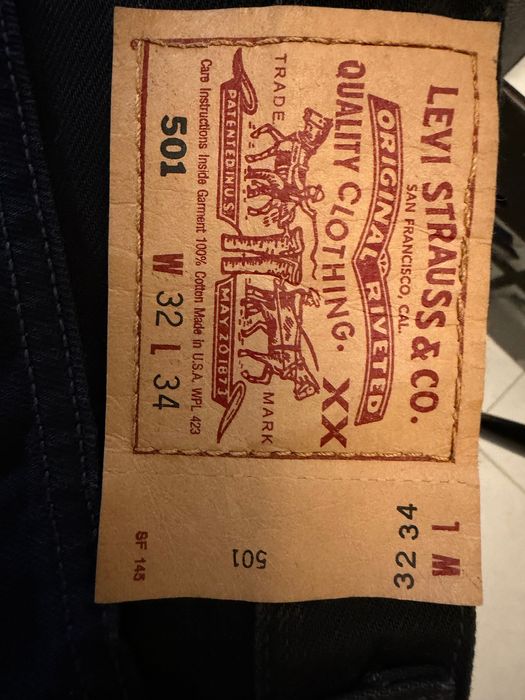 LEVI STRAUSS & CO.
SAN FRANCISCO, CAL.
ORIGINAL RIVETED
QUALITY CLOTHING.
XX
TRADE MARK
PATENTED IN U.S.
MAY 20 1873
Care Instructions Inside Garment 100% Cotton Made in U.S.A. WPL 423
501 W 32 L 34
1 M
32 34
501
SF 145